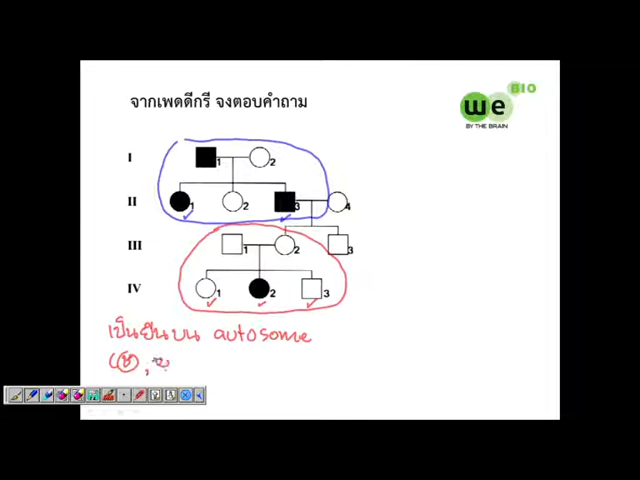 BIO
we
BY THE BRAIN
จากเพดดีกรี จงตอบคำถาม
I 1 2
II 1 2 3 4
III 1 2 3
IV 1 2 3
เป็นยีนบน autosome